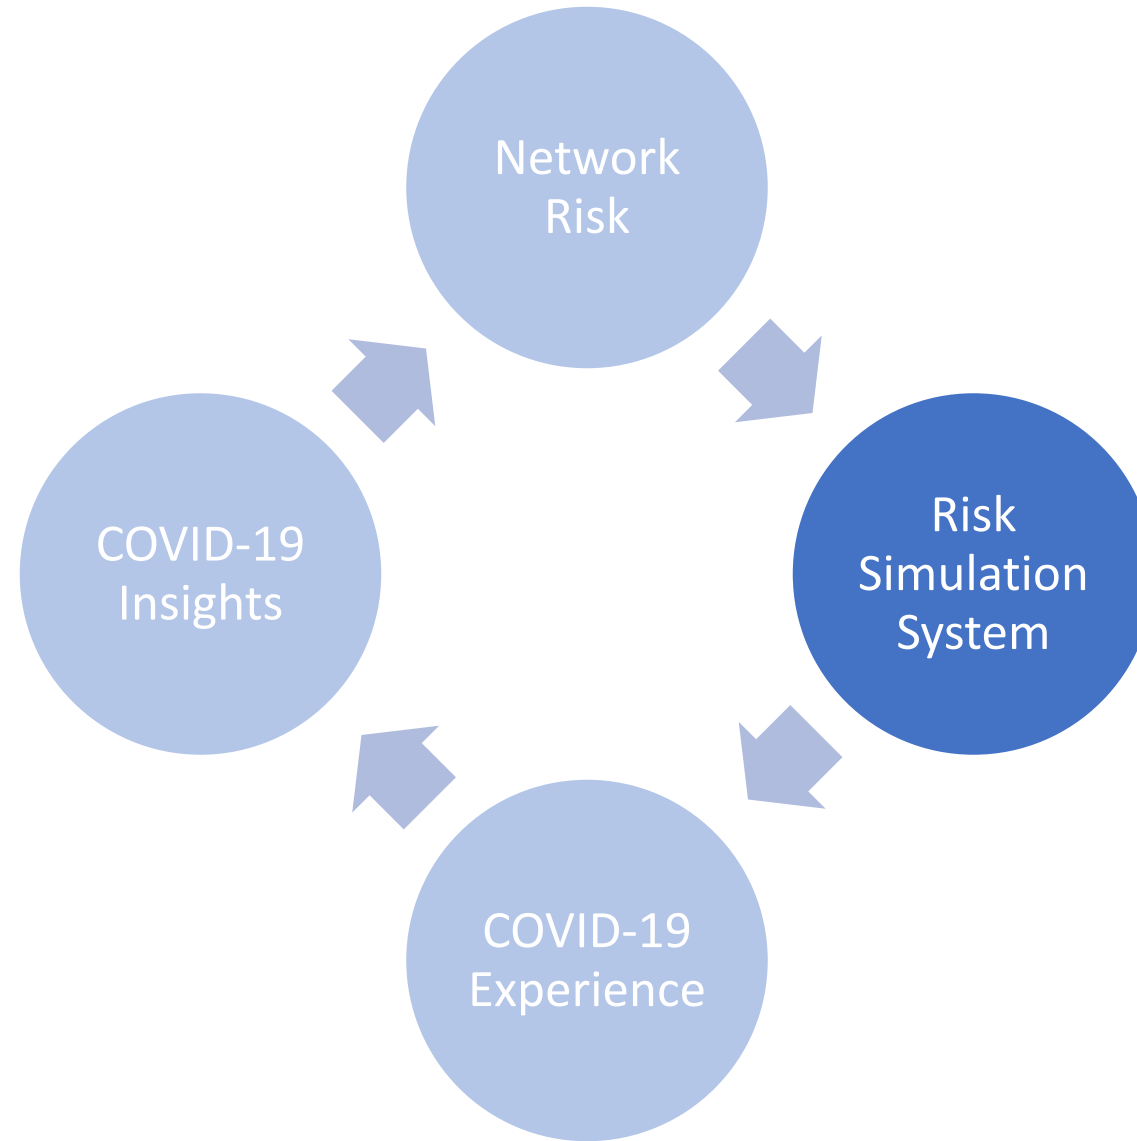 Network
Risk
Risk
Simulation
System
COVID-19
Insights
COVID-19
Experience